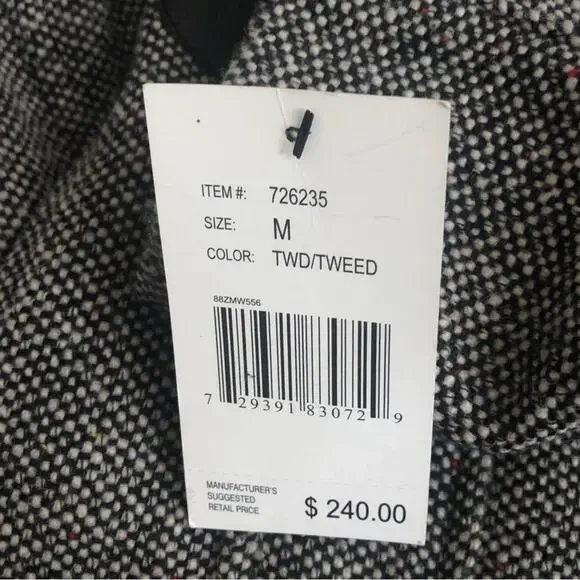 ITEM #: 726235
SIZE: M
COLOR: TWD/TWEED
88ZMW556
7 29391 83072 9
MANUFACTURER'S
SUGGESTED
RETAIL PRICE
$ 240.00